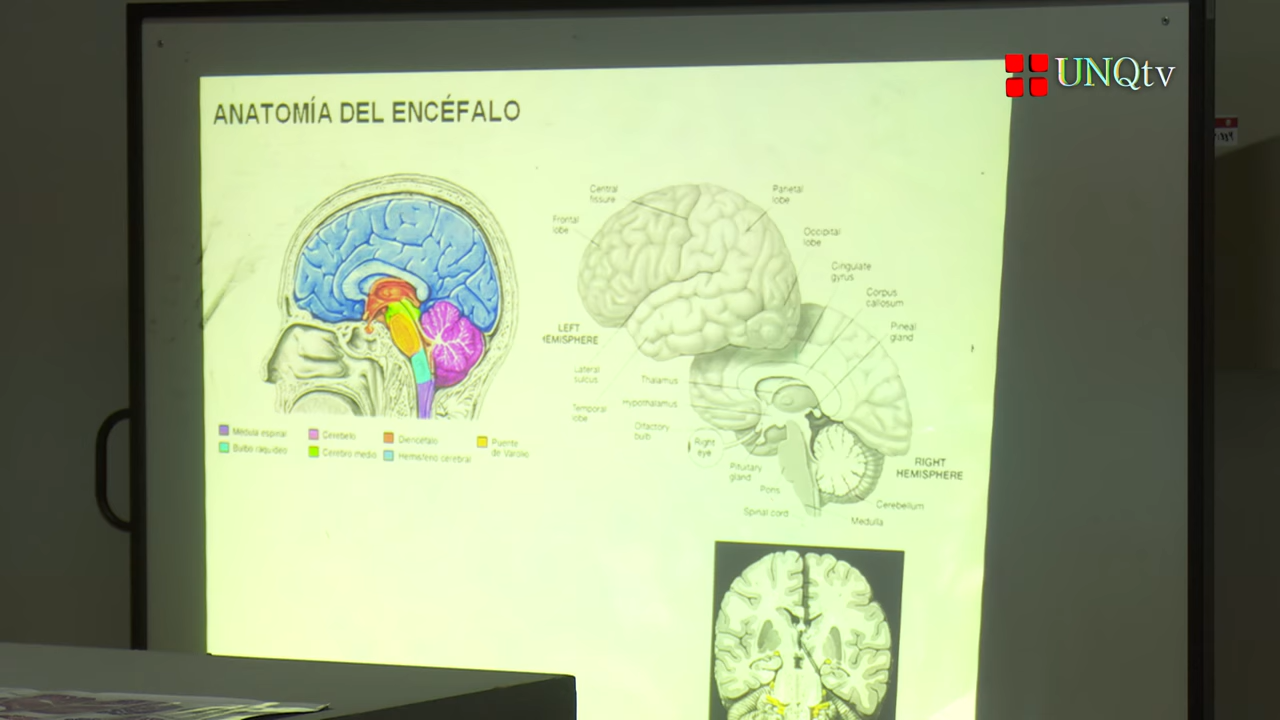 UNQtv
ANATOMÍA DEL ENCÉFALO
Central
fissure
Parietal
lobe
Frontal
lobe
Occipital
lobe
Cingulate
gyrus
Corpus
callosum
Pineal
gland
LEFT
HEMISPHERE
Lateral
sulcus
Thalamus
Hypothalamus
Temporal
lobe
Olfactory
bulb
Right
eye
Pituitary
gland
Pons
Spinal cord
RIGHT
HEMISPHERE
Cerebellum
Medulla
Médula espinal
Cerebelo
Diencéfalo
Puente
de Varolio
Bulbo raquídeo
Cerebro medio
Hemisferio cerebral